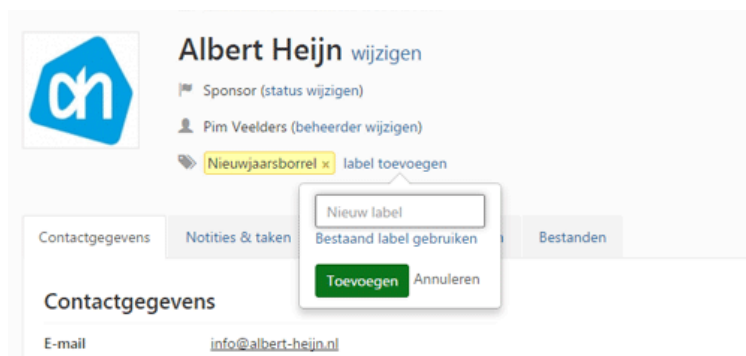 Albert Heijn wijzigen
ah
Sponsor (status wijzigen)
Pim Veelders (beheerder wijzigen)
Nieuwjaarsborrel × label toevoegen
Nieuw label
Contactgegevens Notities & taken Bestaand label gebruiken Bestanden
Toevoegen Annuleren
Contactgegevens
E-mail info@albert-heijn.nl